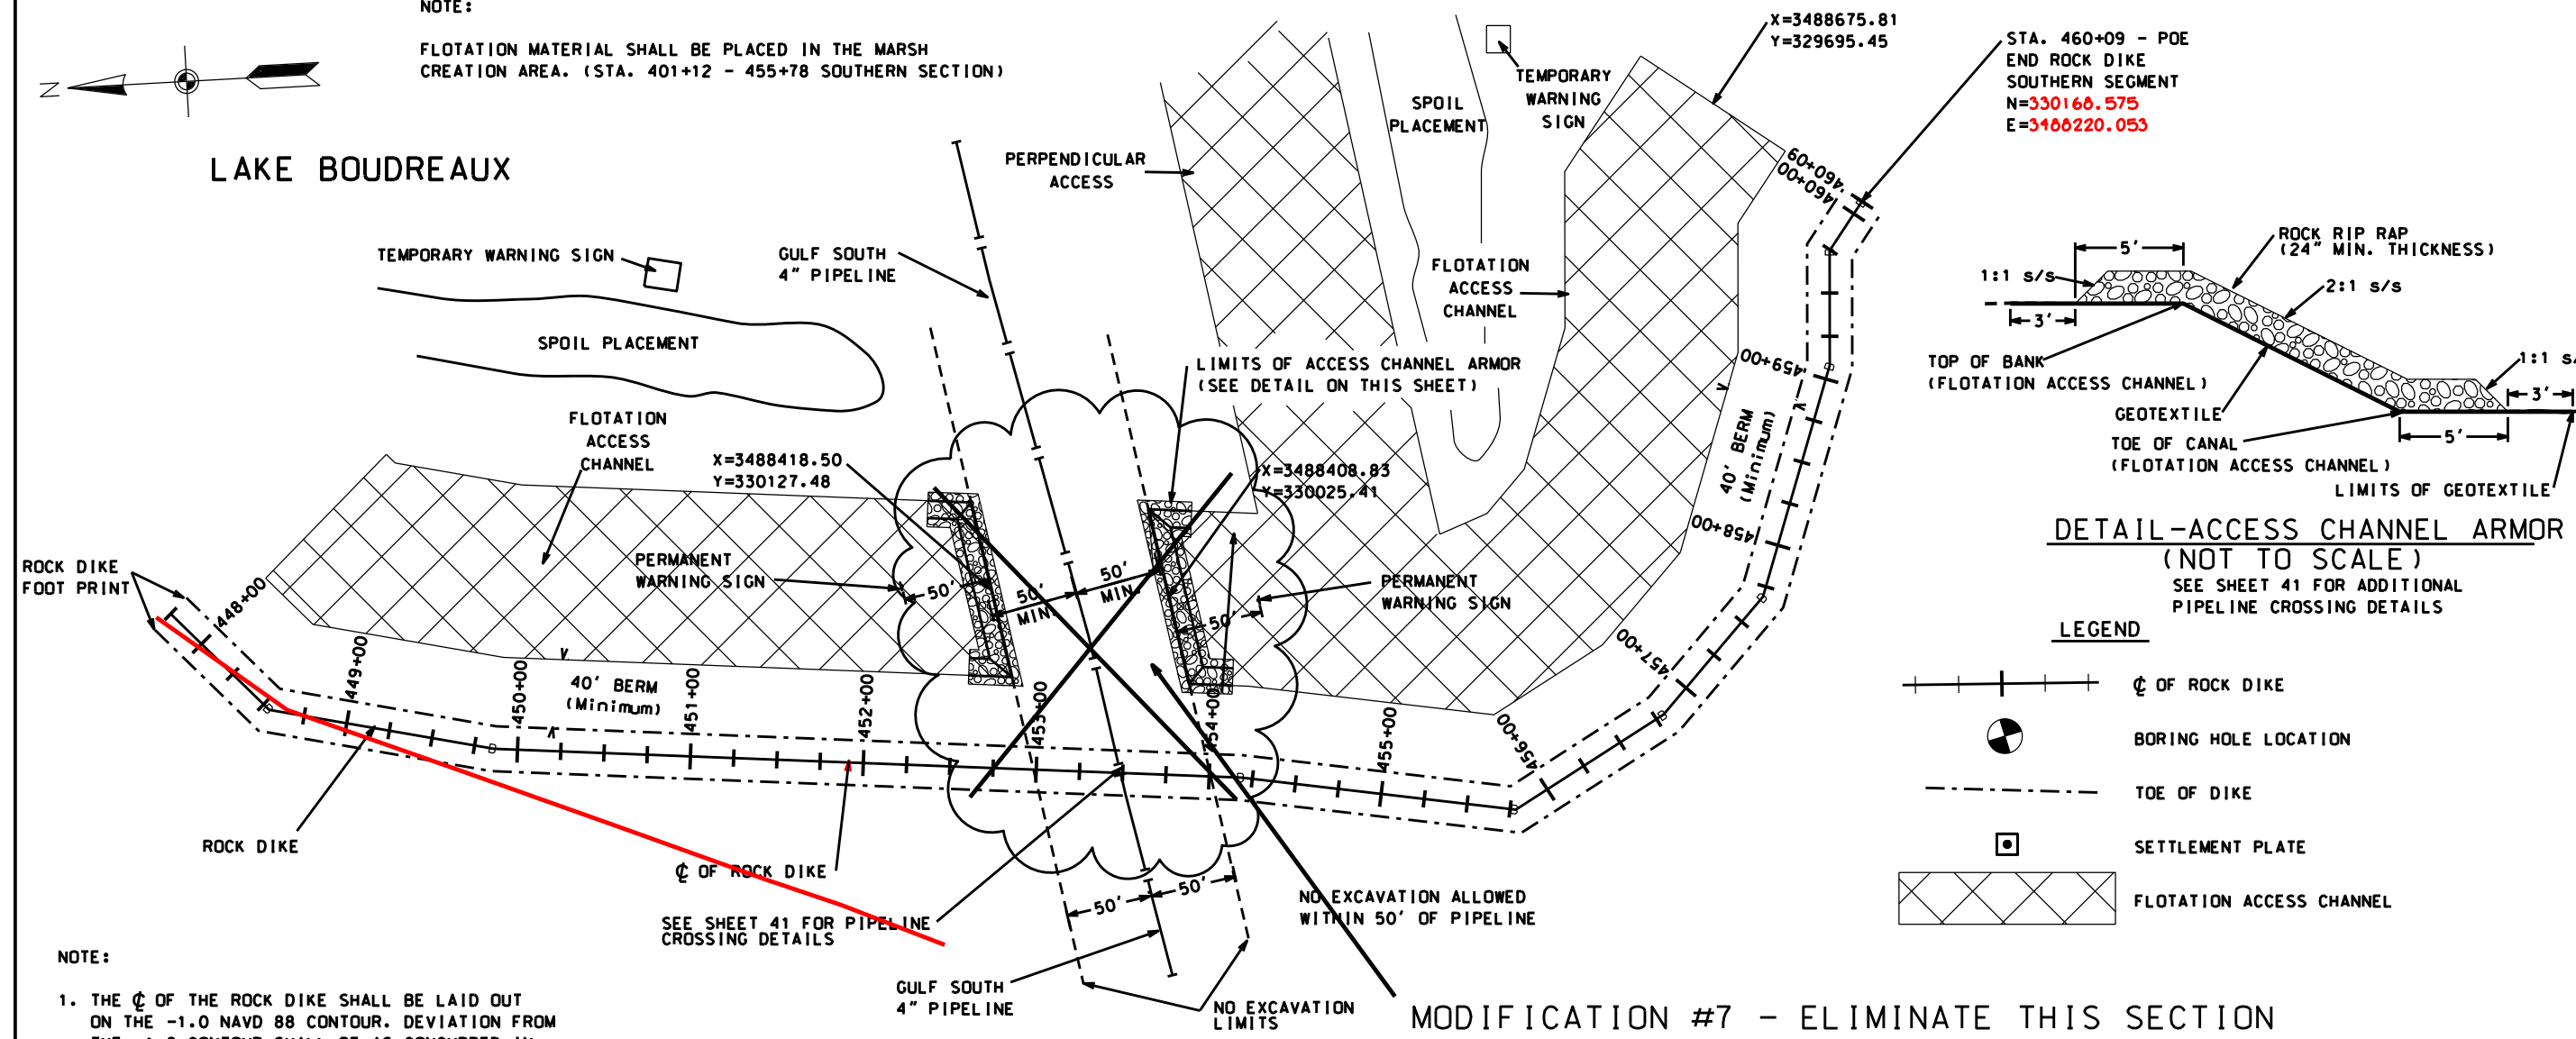 NOTE:
FLOTATION MATERIAL SHALL BE PLACED IN THE MARSH
CREATION AREA. (STA. 401+12 - 455+78 SOUTHERN SECTION)
N
LAKE BOUDREAUX
TEMPORARY WARNING SIGN
SPOIL PLACEMENT
GULF SOUTH
4" PIPELINE
PERPENDICULAR
ACCESS
SPOIL
PLACEMENT
TEMPORARY
WARNING
SIGN
X=3488675.81
Y=329695.45
STA. 460+09 - POE
END ROCK DIKE
SOUTHERN SEGMENT
N=330168.575
E=3488220.053
460+09
460+00
FLOTATION
ACCESS
CHANNEL
LIMITS OF ACCESS CHANNEL ARMOR
(SEE DETAIL ON THIS SHEET)
459+00
40' BERM
(Minimum)
458+00
457+00
456+00
FLOTATION
ACCESS
CHANNEL
X=3488418.50
Y=330127.48
X=3488408.83
Y=330025.41
PERMANENT
WARNING SIGN
50'
50'
MIN.
50'
MIN.
50'
PERMANENT
WARNING SIGN
ROCK DIKE
FOOT PRINT
448+00
449+00
450+00
40' BERM
(Minimum)
451+00
452+00
453+00
454+00
455+00
ROCK DIKE
℄ OF ROCK DIKE
SEE SHEET 41 FOR PIPELINE
CROSSING DETAILS
50'
50'
NO EXCAVATION ALLOWED
WITHIN 50' OF PIPELINE
GULF SOUTH
4" PIPELINE
NO EXCAVATION
LIMITS
MODIFICATION #7 - ELIMINATE THIS SECTION
NOTE:
1. THE ℄ OF THE ROCK DIKE SHALL BE LAID OUT
ON THE -1.0 NAVD 88 CONTOUR. DEVIATION FROM
5'
ROCK RIP RAP
(24" MIN. THICKNESS)
1:1 s/s
2:1 s/s
3'
TOP OF BANK
(FLOTATION ACCESS CHANNEL)
1:1 s
3'
GEOTEXTILE
5'
TOE OF CANAL
(FLOTATION ACCESS CHANNEL)
LIMITS OF GEOTEXTILE
DETAIL-ACCESS CHANNEL ARMOR
(NOT TO SCALE)
SEE SHEET 41 FOR ADDITIONAL
PIPELINE CROSSING DETAILS
LEGEND
℄ OF ROCK DIKE
BORING HOLE LOCATION
TOE OF DIKE
SETTLEMENT PLATE
FLOTATION ACCESS CHANNEL